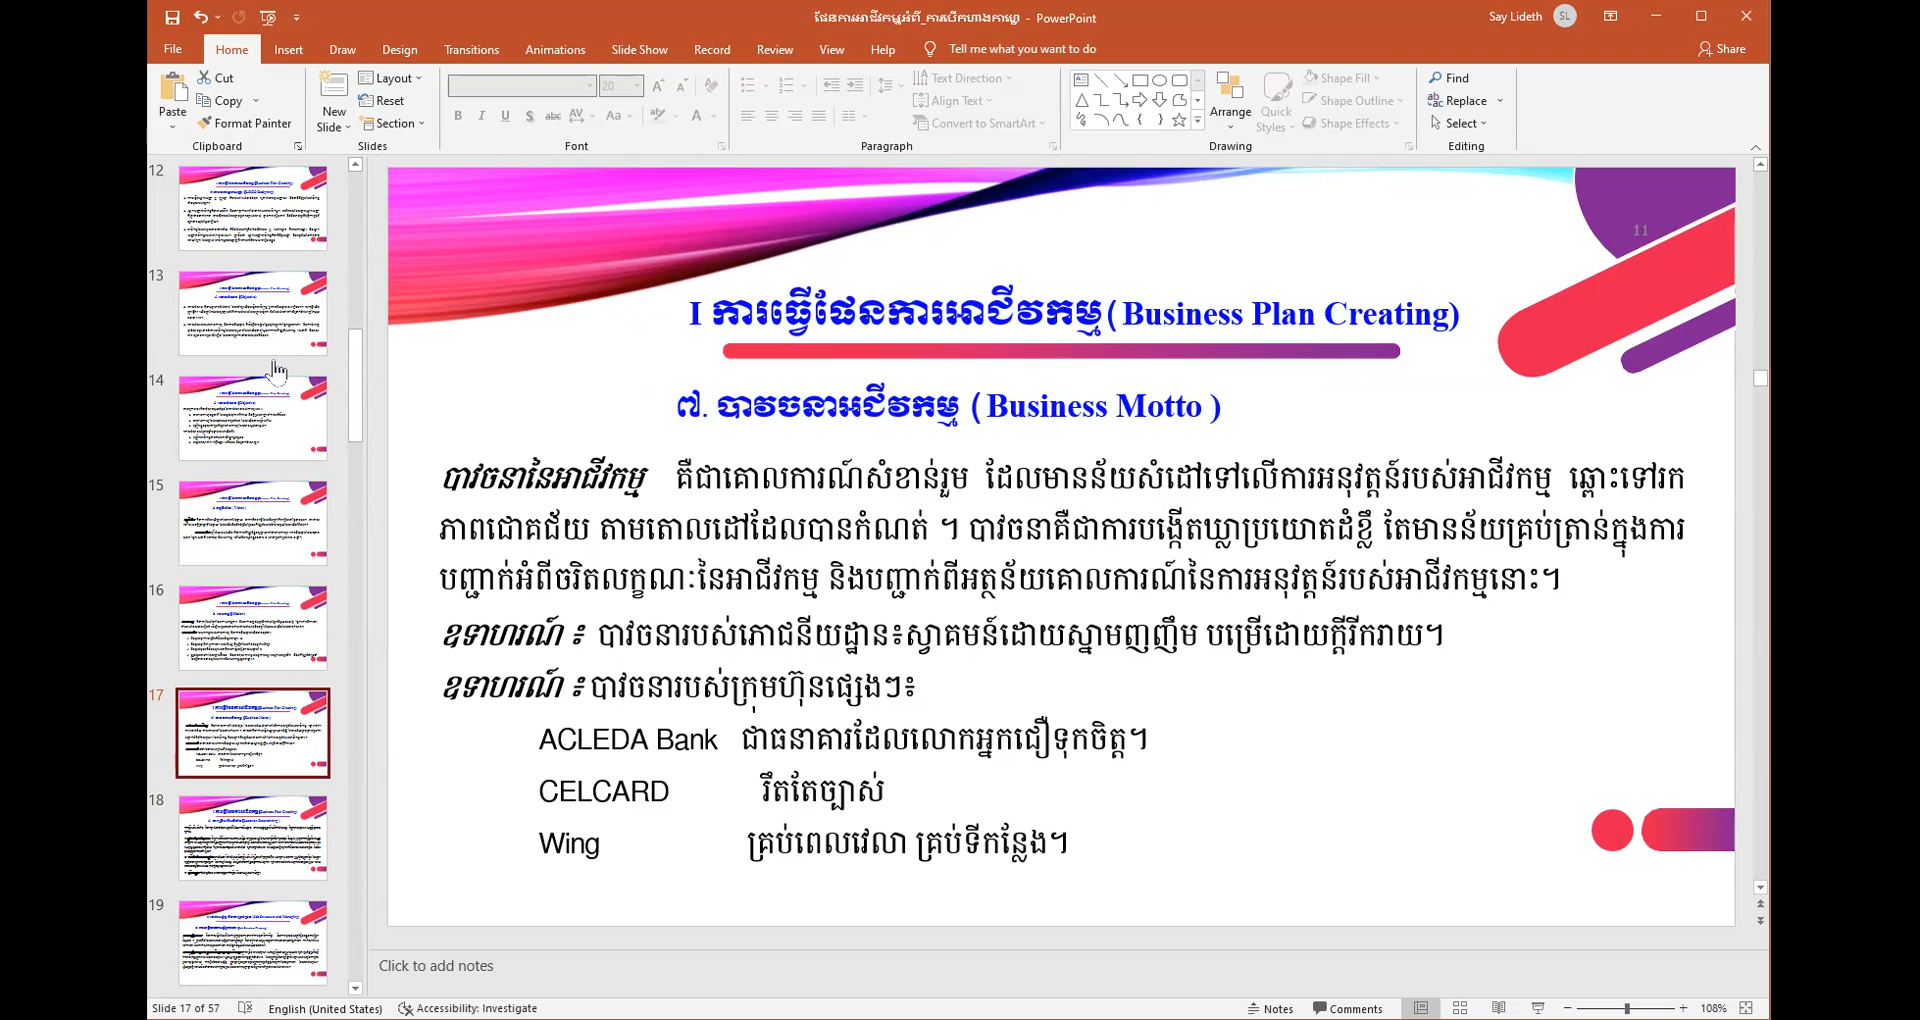 ផែនការអាជីវកម្មអំពី_ការបើកហាងកាហ្វេ - PowerPoint
Say Lideth
SL
File Home Insert Draw Design Transitions Animations Slide Show Record Review View Help Tell me what you want to do Share
Paste Cut Copy Format Painter Clipboard
New Slide Layout Reset Section Slides
20 Font
Text Direction Align Text Convert to SmartArt Paragraph
Arrange Quick Styles Shape Fill Shape Outline Shape Effects Drawing
Find Replace Select Editing
12
13
14
15
16
17
18
19
11
I ការធ្វើផែនការអាជីវកម្ម(Business Plan Creating)
៧. បាវចនាអជីវកម្ម (Business Motto )
បាវចនានៃអាជីវកម្ម គឺជាគោលការណ៍សំខាន់រួម ដែលមានន័យសំដៅទៅលើការអនុវត្តន៍របស់អាជីវកម្ម ឆ្ពោះទៅរក
ភាពជោគជ័យ តាមគោលដៅដែលបានកំណត់ ។ បាវចនាគឺជាការបង្កើតឃ្លាប្រយោគដ៏ខ្លី តែមានន័យគ្រប់គ្រាន់ក្នុងការ
បញ្ជាក់អំពីចរិតលក្ខណៈនៃអាជីវកម្ម និងបញ្ជាក់ពីអត្ថន័យគោលការណ៍នៃការអនុវត្តន៍របស់អាជីវកម្មនោះ។
ឧទាហរណ៍ ៖ បាវចនារបស់ភោជនីយដ្ឋាន៖ស្វាគមន៍ដោយស្នាមញញឹម បម្រើដោយក្តីរីករាយ។
ឧទាហរណ៍ ៖ បាវចនារបស់ក្រុមហ៊ុនផ្សេងៗ៖
ACLEDA Bank ជាធនាគារដែលលោកអ្នកជឿទុកចិត្ត។
CELCARD រឹតតែច្បាស់
Wing គ្រប់ពេលវេលា គ្រប់ទីកន្លែង។
Click to add notes
Slide 17 of 57 English (United States) Accessibility: Investigate Notes Comments 108%